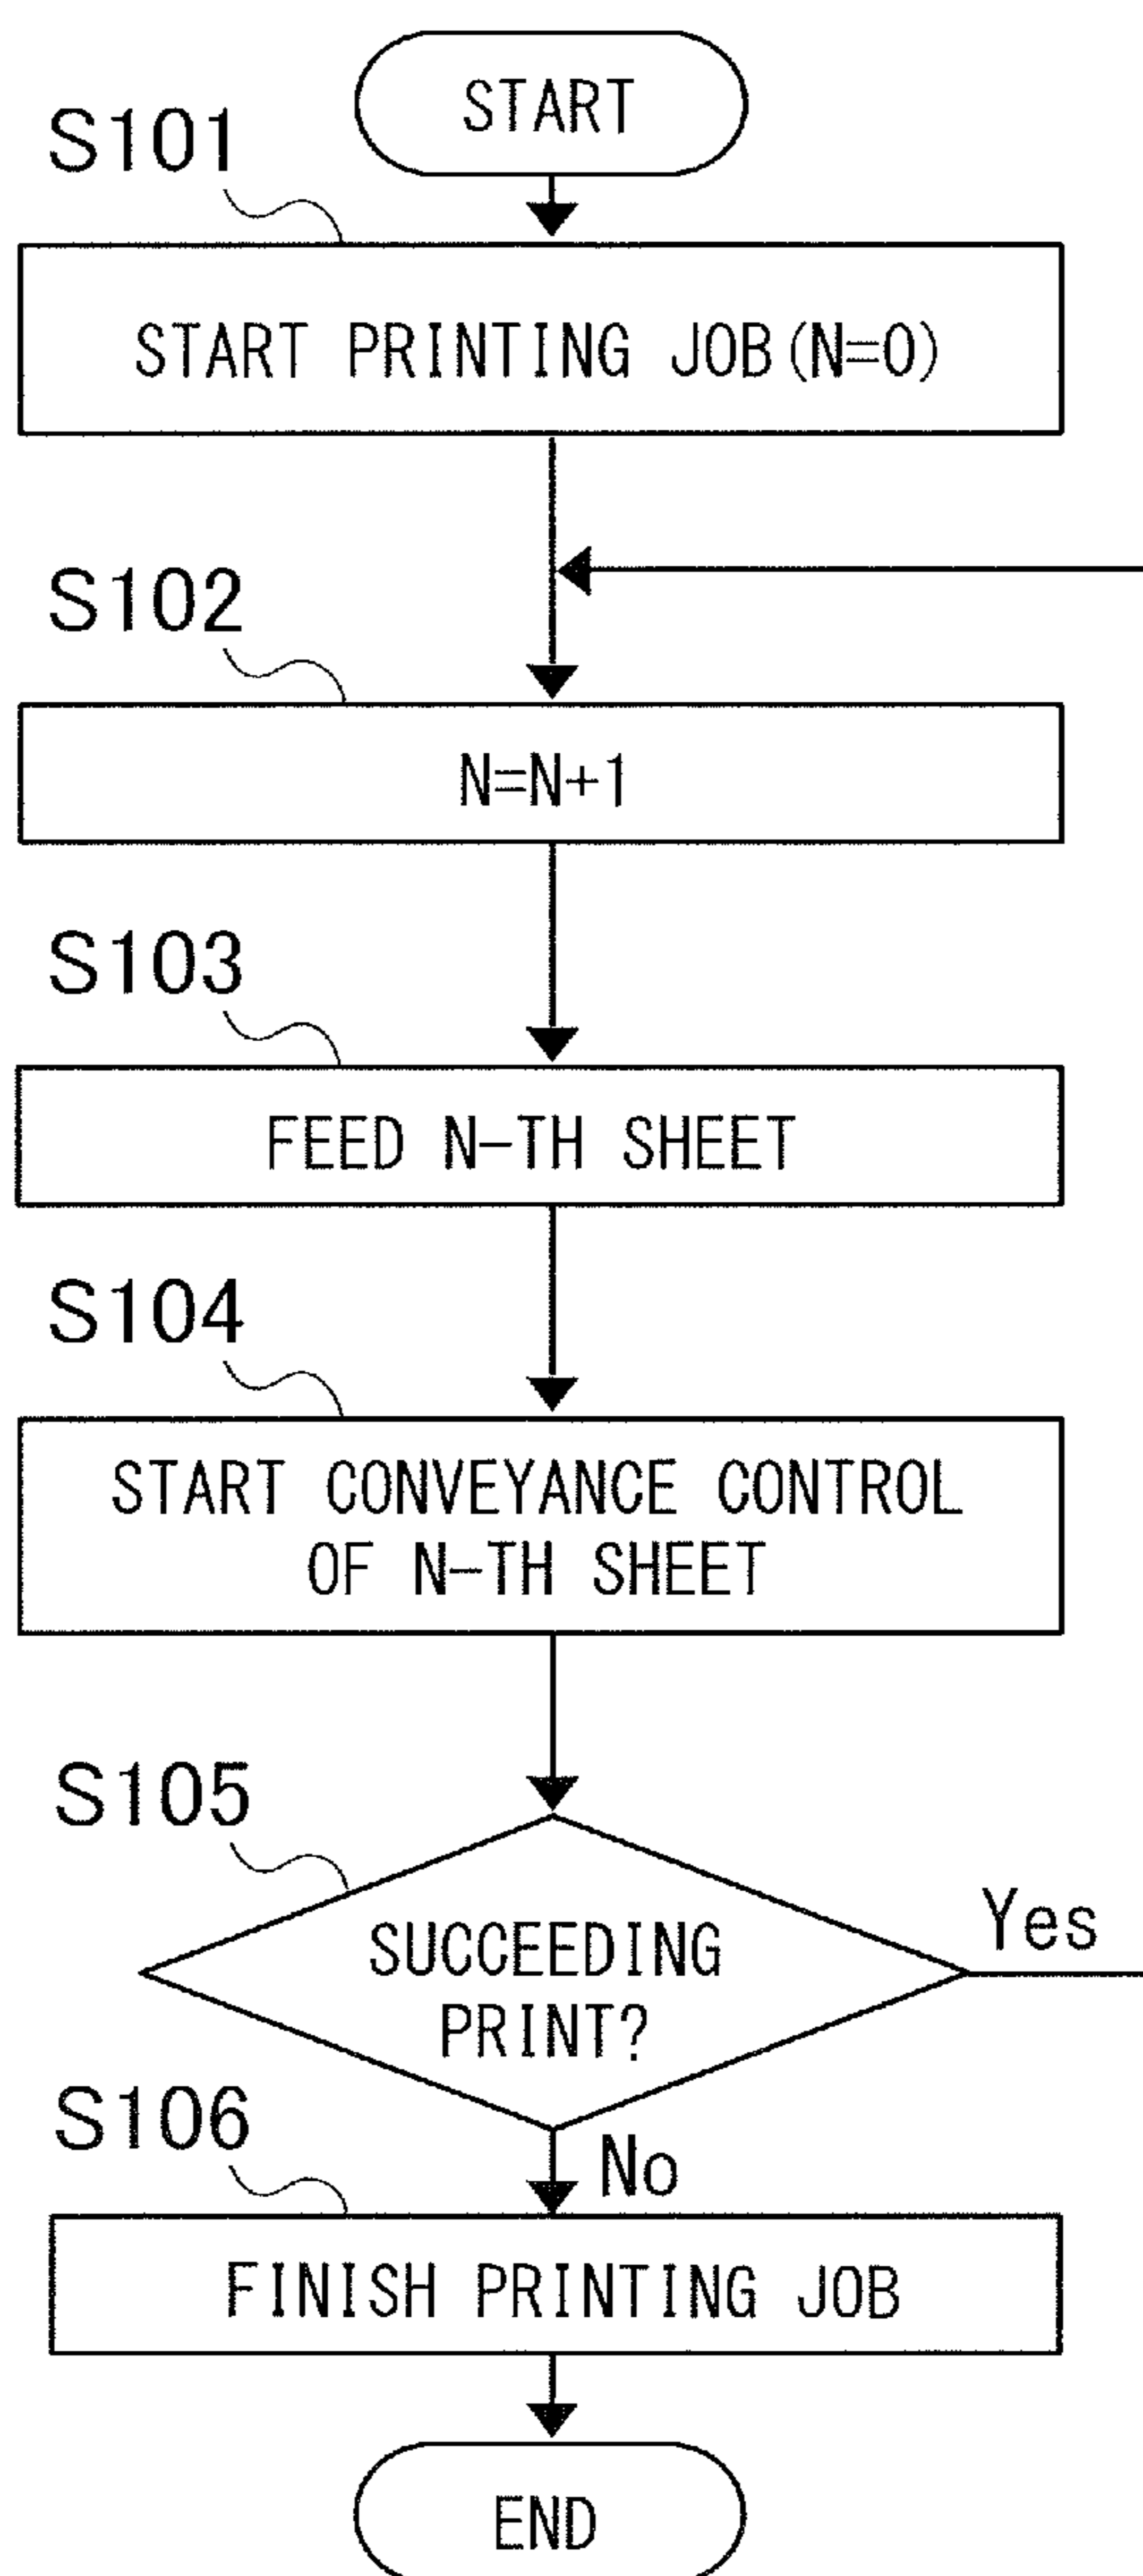 START
S101
START PRINTING JOB(N=0)
S102
N=N+1
S103
FEED N-TH SHEET
S104
START CONVEYANCE CONTROL
OF N-TH SHEET
S105
SUCCEEDING
PRINT?
Yes
S106
No
FINISH PRINTING JOB
END